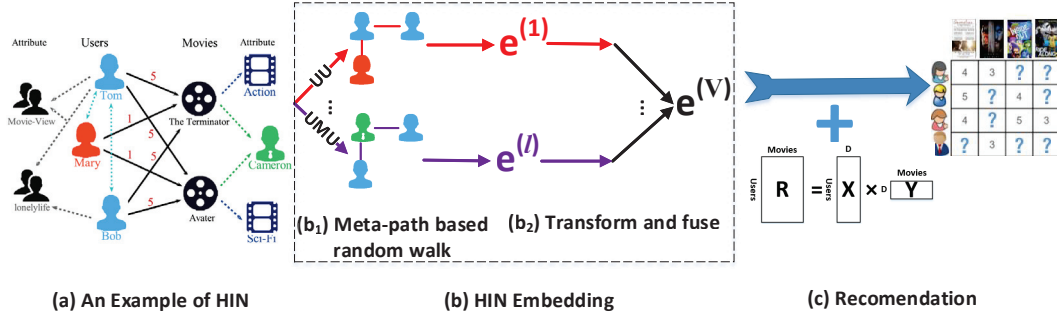 Attribute
Users
Movies
Attribute
5
Tom
Action
Movie-View
The Terminator
1
5
Mary
Cameron
1
5
lonelylife
Avater
5
Bob
Sci-Fi
(a) An Example of HIN
UU
e(1)
...
...
e(V)
UMU
e(l)
(b1) Meta-path based
random walk
(b2) Transform and fuse
(b) HIN Embedding
4 3 ? ?
5 ? 4 ?
? ? 5 3
? 3 ? ?
+
Movies
Users
R
=
D
Users
X
×
D
Movies
Y
(c) Recomendation